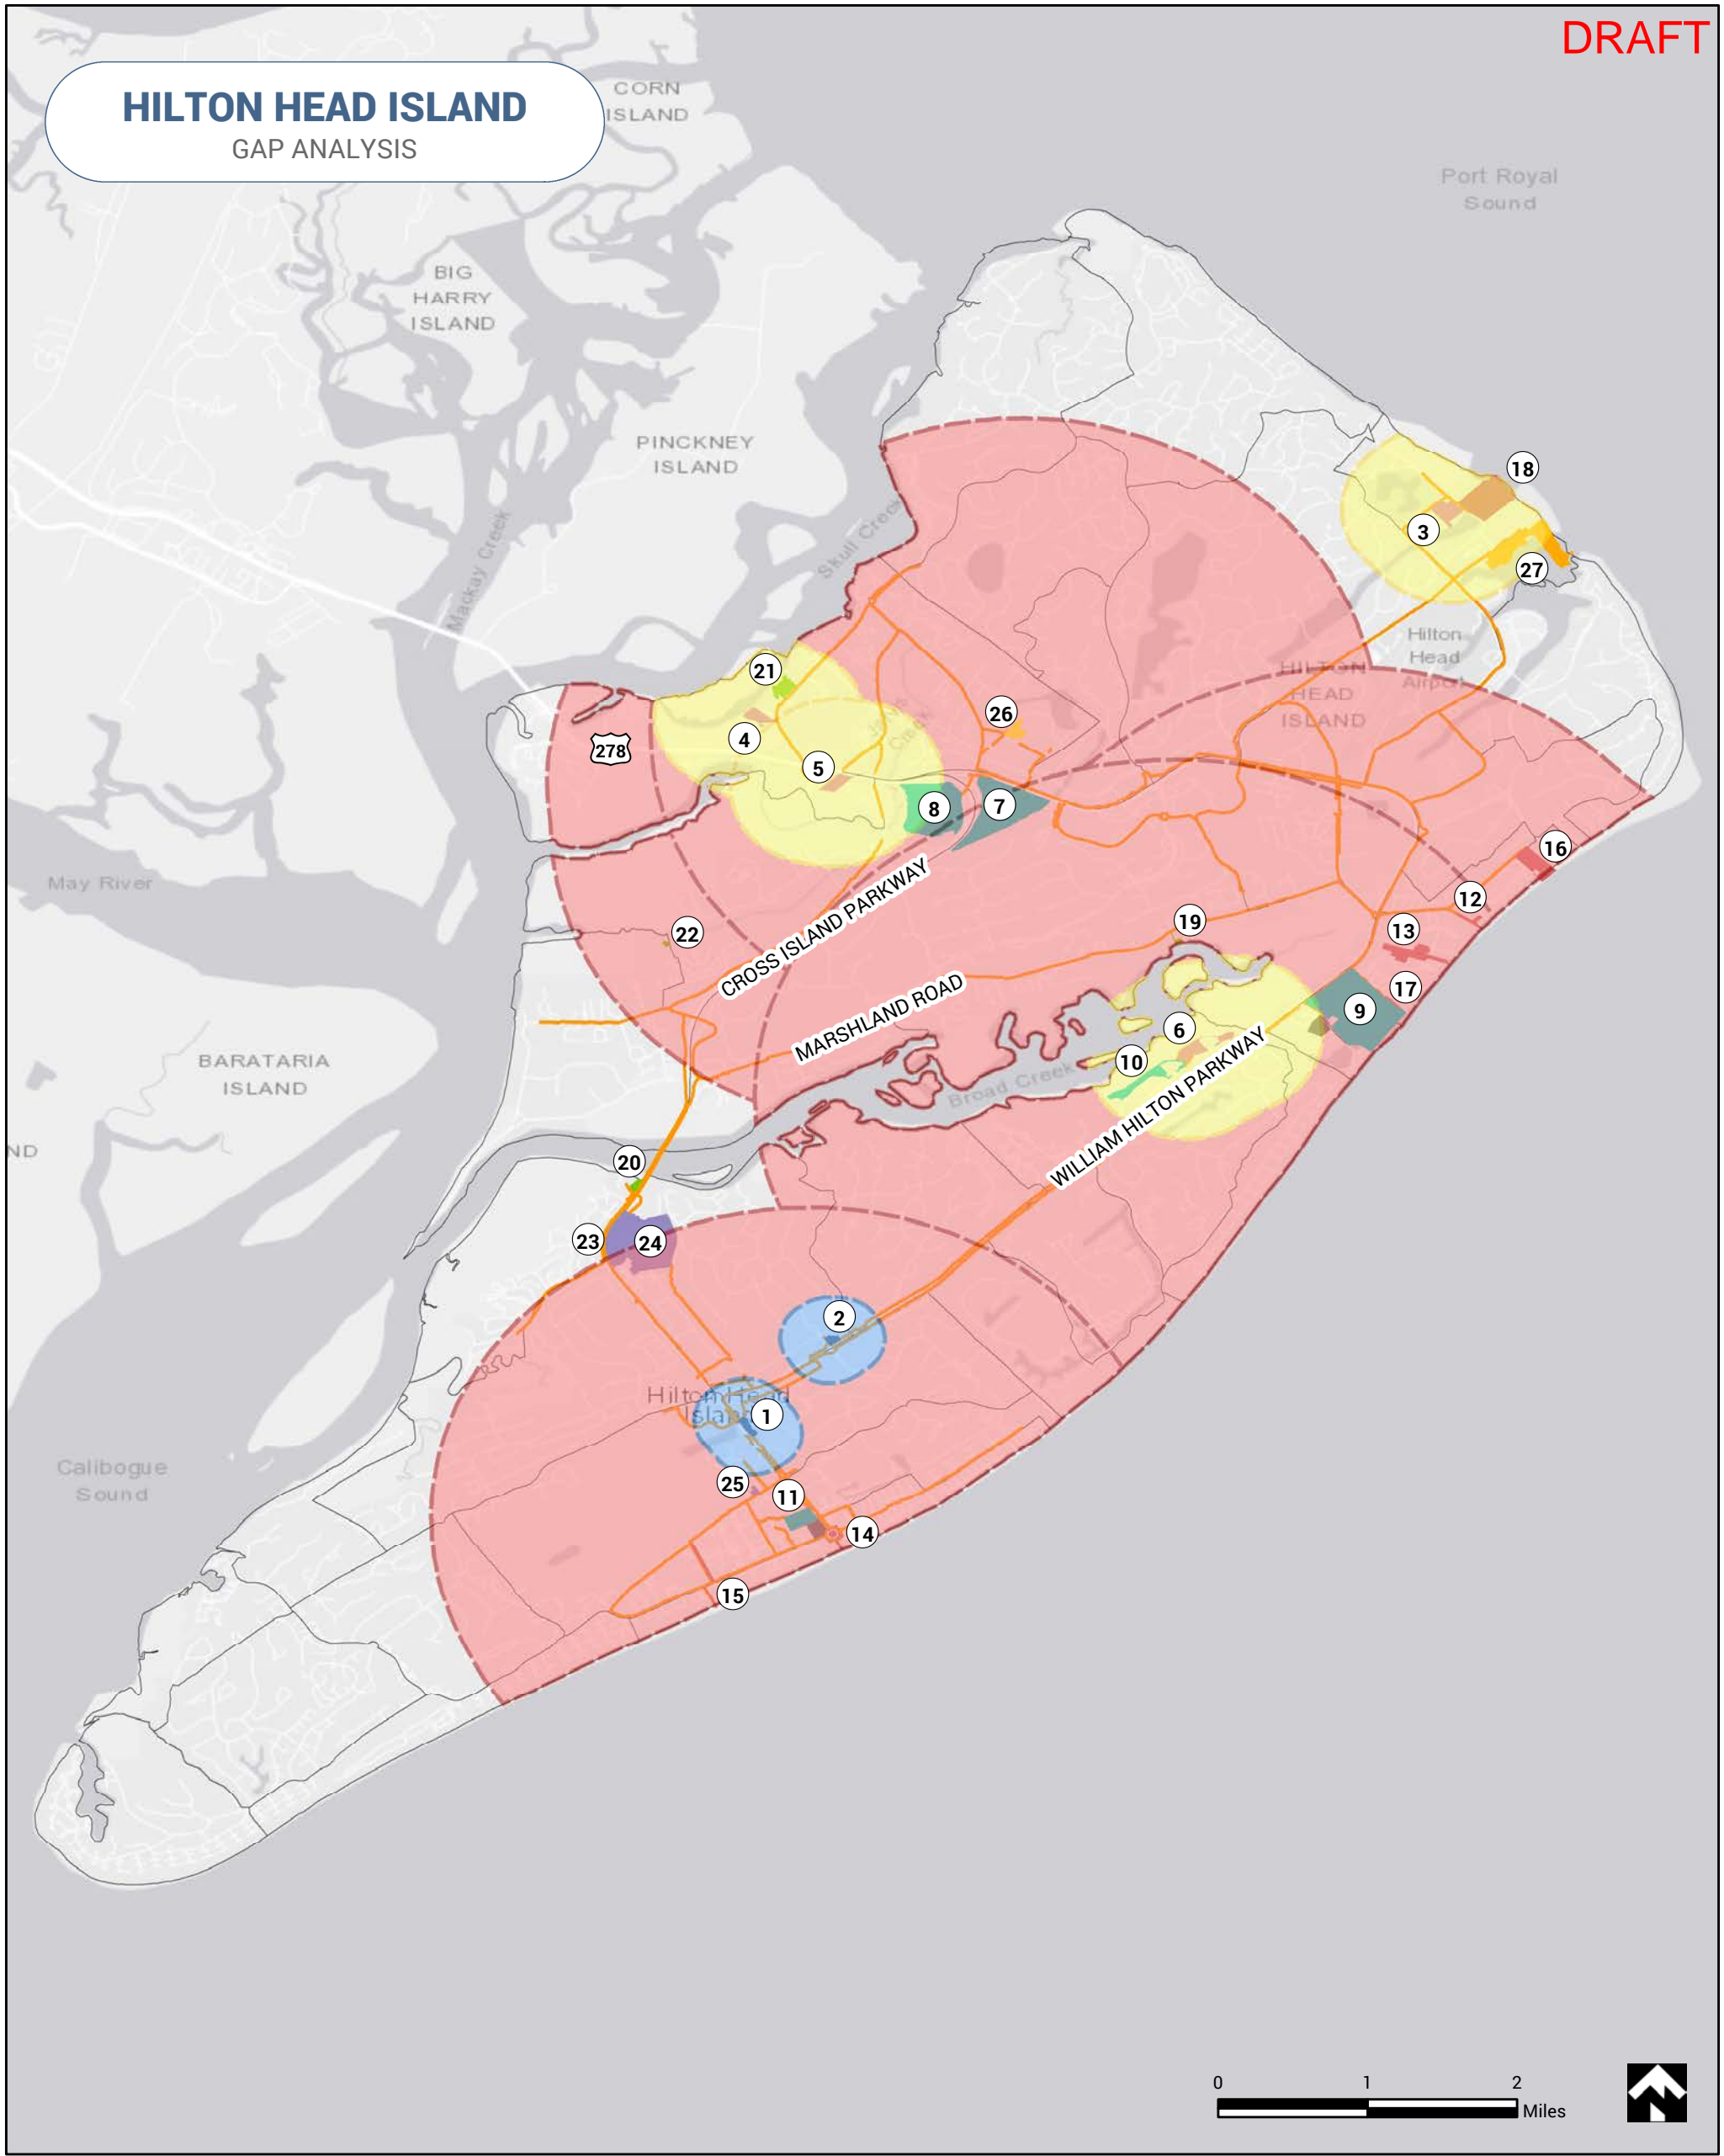 DRAFT
HILTON HEAD ISLAND
GAP ANALYSIS
CORN
ISLAND
Port Royal
Sound
BIG
HARRY
ISLAND
PINCKNEY
ISLAND
Mackay Creek
Skull Creek
18
3
27
Hilton
Head
Airport
HILTON
HEAD
ISLAND
21
26
4
278
5
8
7
16
May River
12
22
19
13
CROSS ISLAND PARKWAY
17
9
MARSHLAND ROAD
6
10
BARATARIA
ISLAND
Broad Creek
WILLIAM HILTON PARKWAY
ND
20
23
24
2
Hilton Head
Island
1
Calibogue
Sound
25
11
14
15
0 1 2
Miles